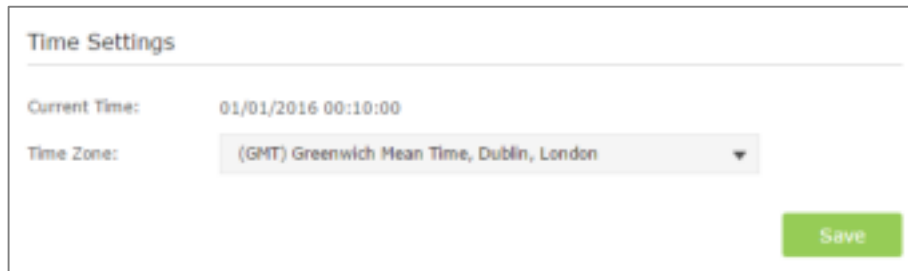 Time Settings
Current Time: 01/01/2016 00:10:00
Time Zone: (GMT) Greenwich Mean Time, Dublin, London
Save